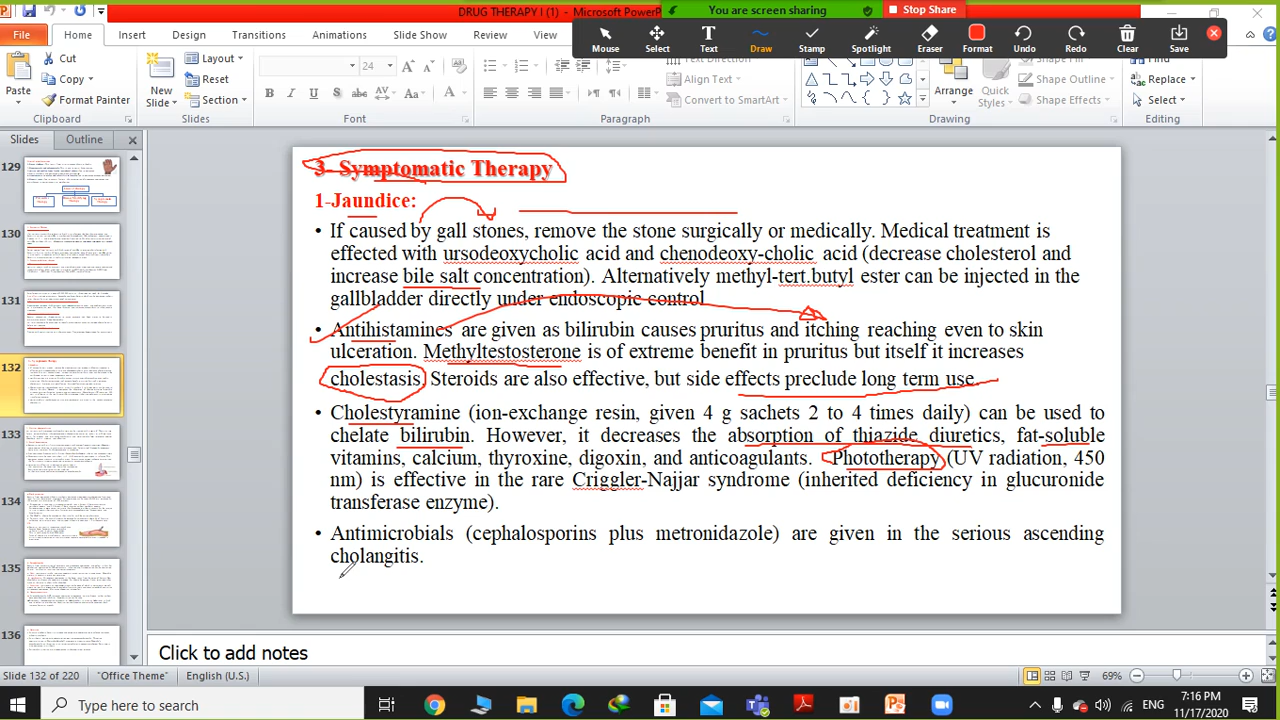 DRUG THERAPY I (1) - Microsoft PowerP
You are screen sharing
Stop Share
File Home Insert Design Transitions Animations Slide Show Review View
Mouse Select Text Draw Stamp Spotlight Eraser Format Undo Redo Clear Save
Cut
Copy
Format Painter
Paste
Clipboard
New
Slide
Layout
Reset
Section
Slides
24
Font
Text Direction
Align Text
Convert to SmartArt
Paragraph
Arrange
Quick
Styles
Shape Fill
Shape Outline
Shape Effects
Drawing
Replace
Select
Editing
Slides Outline
129
130
131
132
133
134
135
136
3- Symptomatic Therapy
1-Jaundice:
• If caused by gall stones, remove the stone surgically or medically. Medical treatment is
effected with acid and acid (decrease cholesterol and
increase bile salt concentration). Alternatively methyl-tert.butyl ester can be injected in the
gallbladder directly under endoscopic control
• Antihistamines are given as bilirubin causes pruritus and itching reaching even to skin
ulceration. Methyltestosterone is of extreme benefit in pruritus but itself it increases
cholestasis. Steroids are also effective, but side effects preclude long term use.
• Cholestyramine (ion-exchange resin, given 4 g sachets 2 to 4 times daily) can be used to
chelate bilirubin. However, it decreases the absorption of thiazide diuretics, fat-soluble
vitamins, calcium, thyroxine, digoxin, and anticoagulants. Phototherapy (UV radiation, 450
nm) is effective in the rare Criggler-Najjar syndrome (inherited deficiency in glucuronide
transferase enzyme).
• Antimicrobials (cephalosporins plus metronidazole) are given in the serious ascending
cholangitis.
Click to add notes
Slide 132 of 220 "Office Theme" English (U.S.) 69%
Type here to search
ENG
7:16 PM
11/17/2020